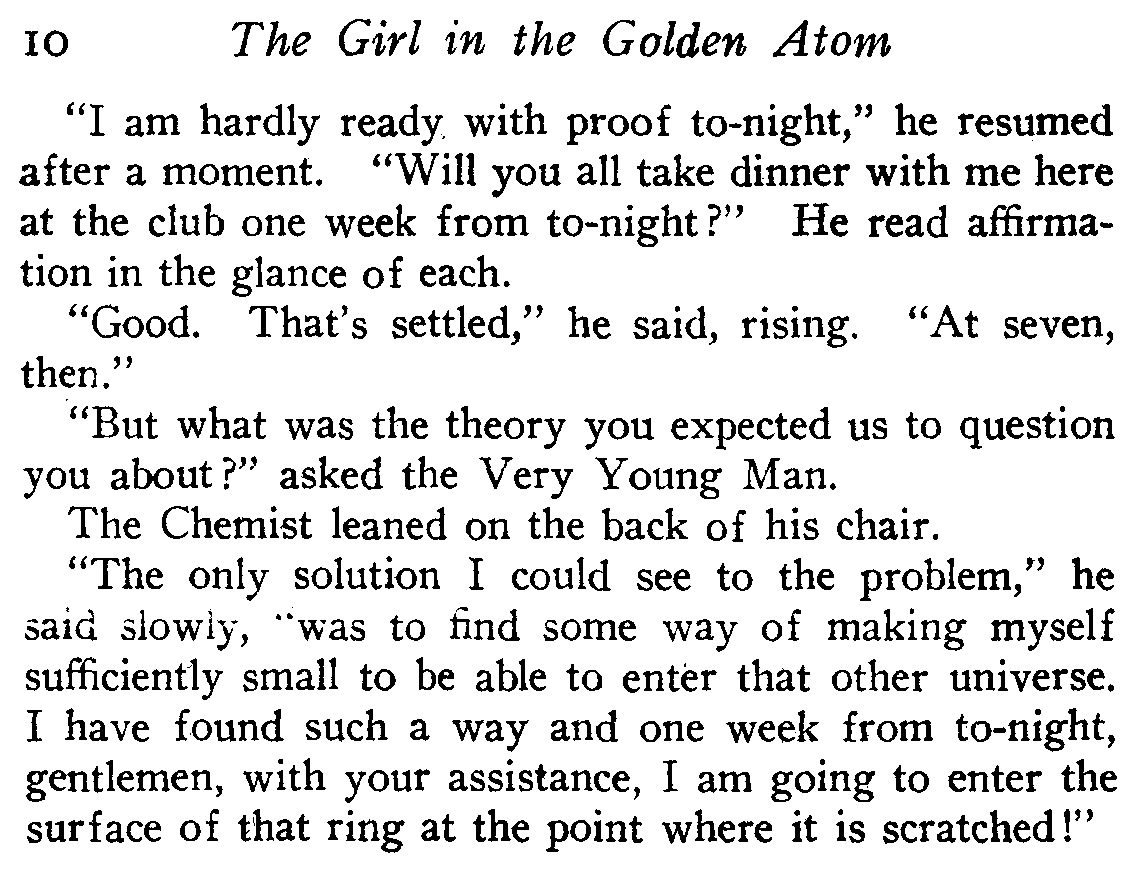 10 The Girl in the Golden Atom
“I am hardly ready with proof to-night,” he resumed
after a moment. “Will you all take dinner with me here
at the club one week from to-night?” He read affirma-
tion in the glance of each.
“Good. That's settled,” he said, rising. “At seven,
then.”
“But what was the theory you expected us to question
you about?” asked the Very Young Man.
The Chemist leaned on the back of his chair.
“The only solution I could see to the problem,” he
said slowly, “was to find some way of making myself
sufficiently small to be able to enter that other universe.
I have found such a way and one week from to-night,
gentlemen, with your assistance, I am going to enter the
surface of that ring at the point where it is scratched!”